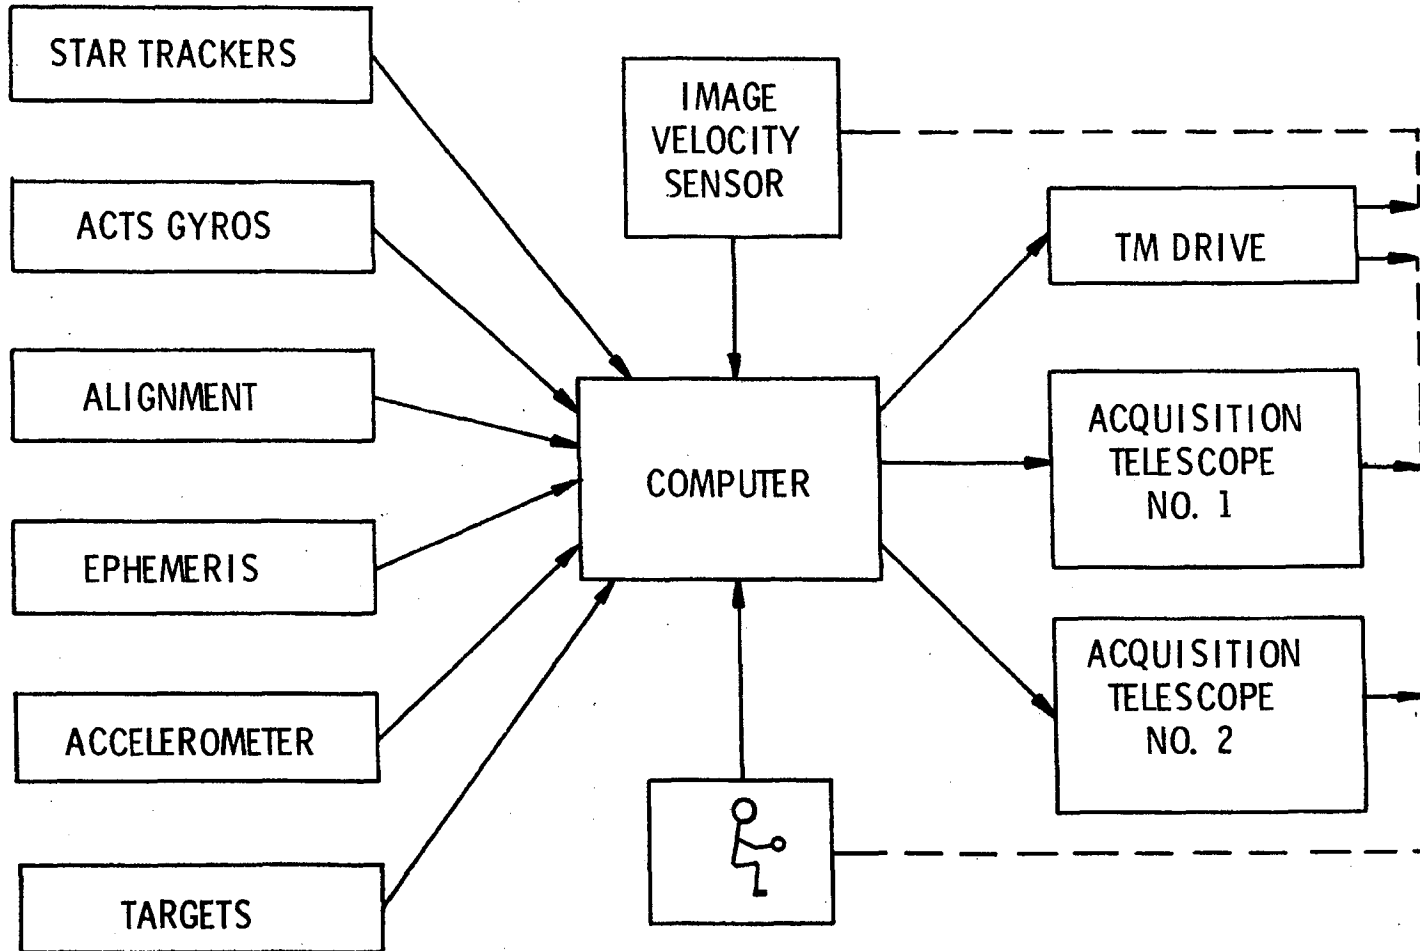 STAR TRACKERS
ACTS GYROS
ALIGNMENT
EPHEMERIS
ACCELEROMETER
TARGETS
IMAGE
VELOCITY
SENSOR
COMPUTER
TM DRIVE
ACQUISITION
TELESCOPE
NO. 1
ACQUISITION
TELESCOPE
NO. 2